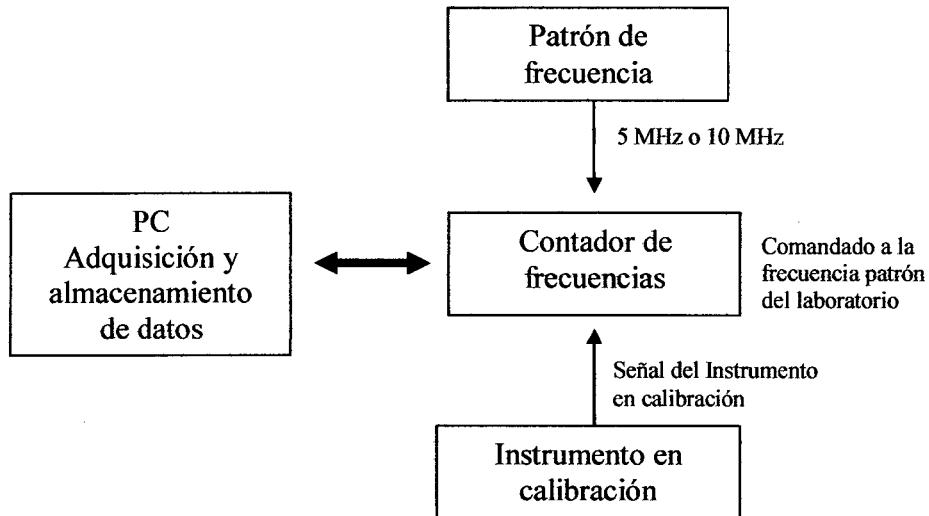 Patrón de
frecuencia
5 MHz o 10 MHz
PC
Adquisición y
almacenamiento
de datos
Contador de
frecuencias
Comandado a la
frecuencia patrón
del laboratorio
Señal del Instrumento
en calibración
Instrumento en
calibración